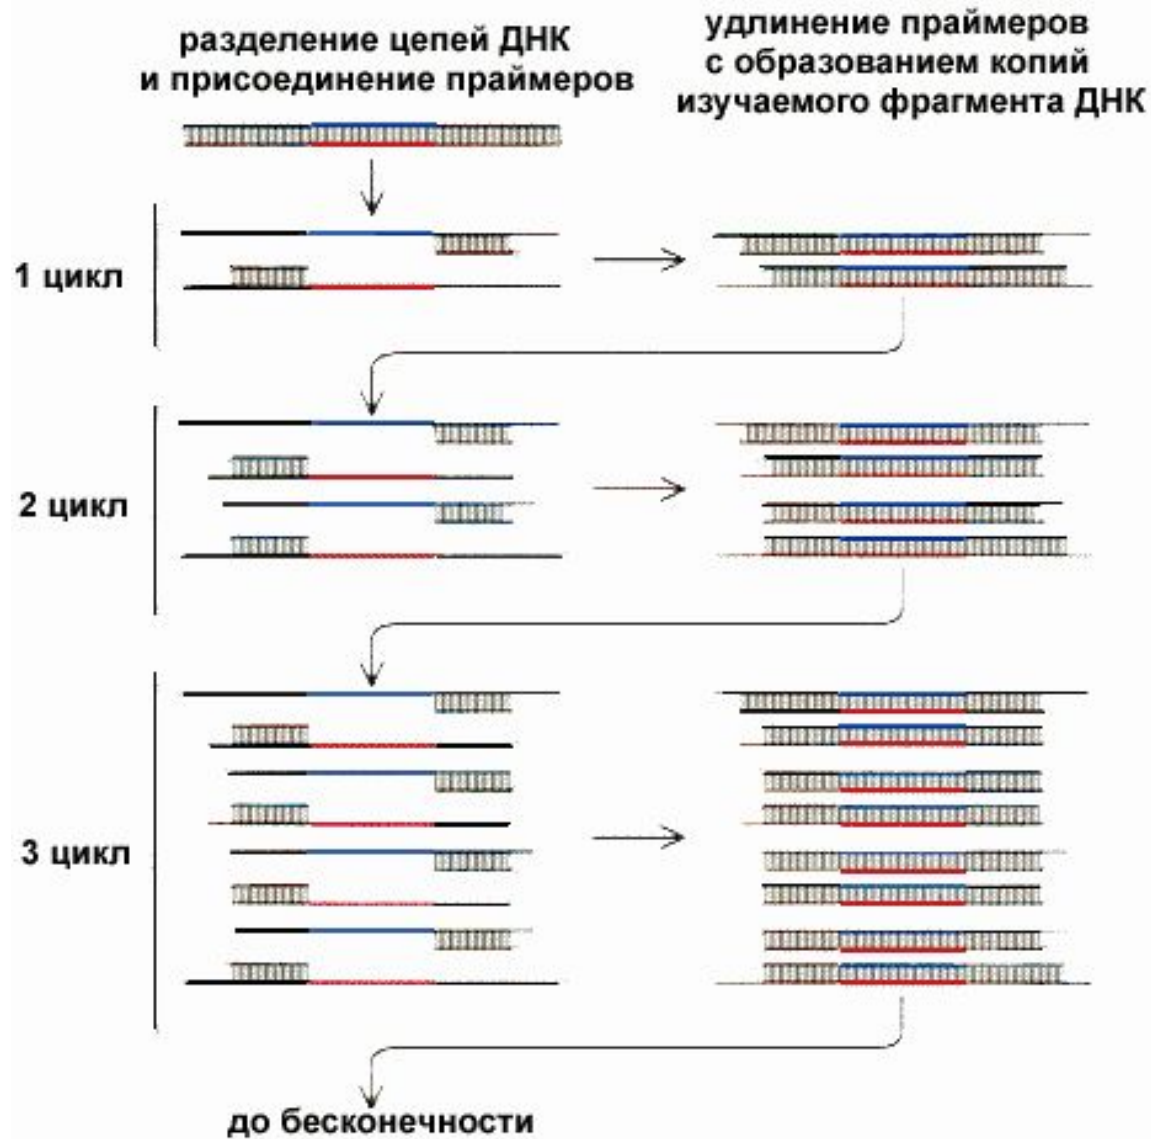 разделение цепей ДНК
и присоединение праймеров
удлинение праймеров
с образованием копий
изучаемого фрагмента ДНК
1 цикл
2 цикл
3 цикл
до бесконечности